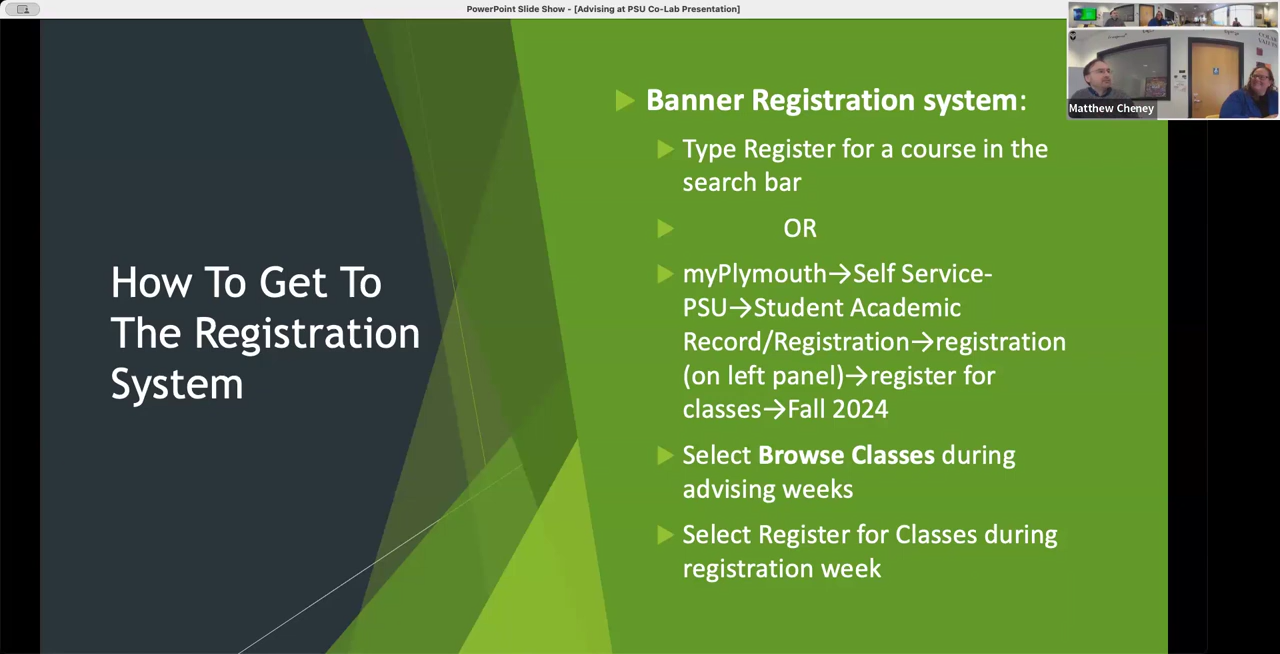 PowerPoint Slide Show - [Advising at PSU Co-Lab Presentation]
Matthew Cheney
How To Get To
The Registration
System
Banner Registration system:
Type Register for a course in the
search bar
OR
myPlymouth→Self Service-
PSU→Student Academic
Record/Registration→registration
(on left panel)→register for
classes→Fall 2024
Select Browse Classes during
advising weeks
Select Register for Classes during
registration week